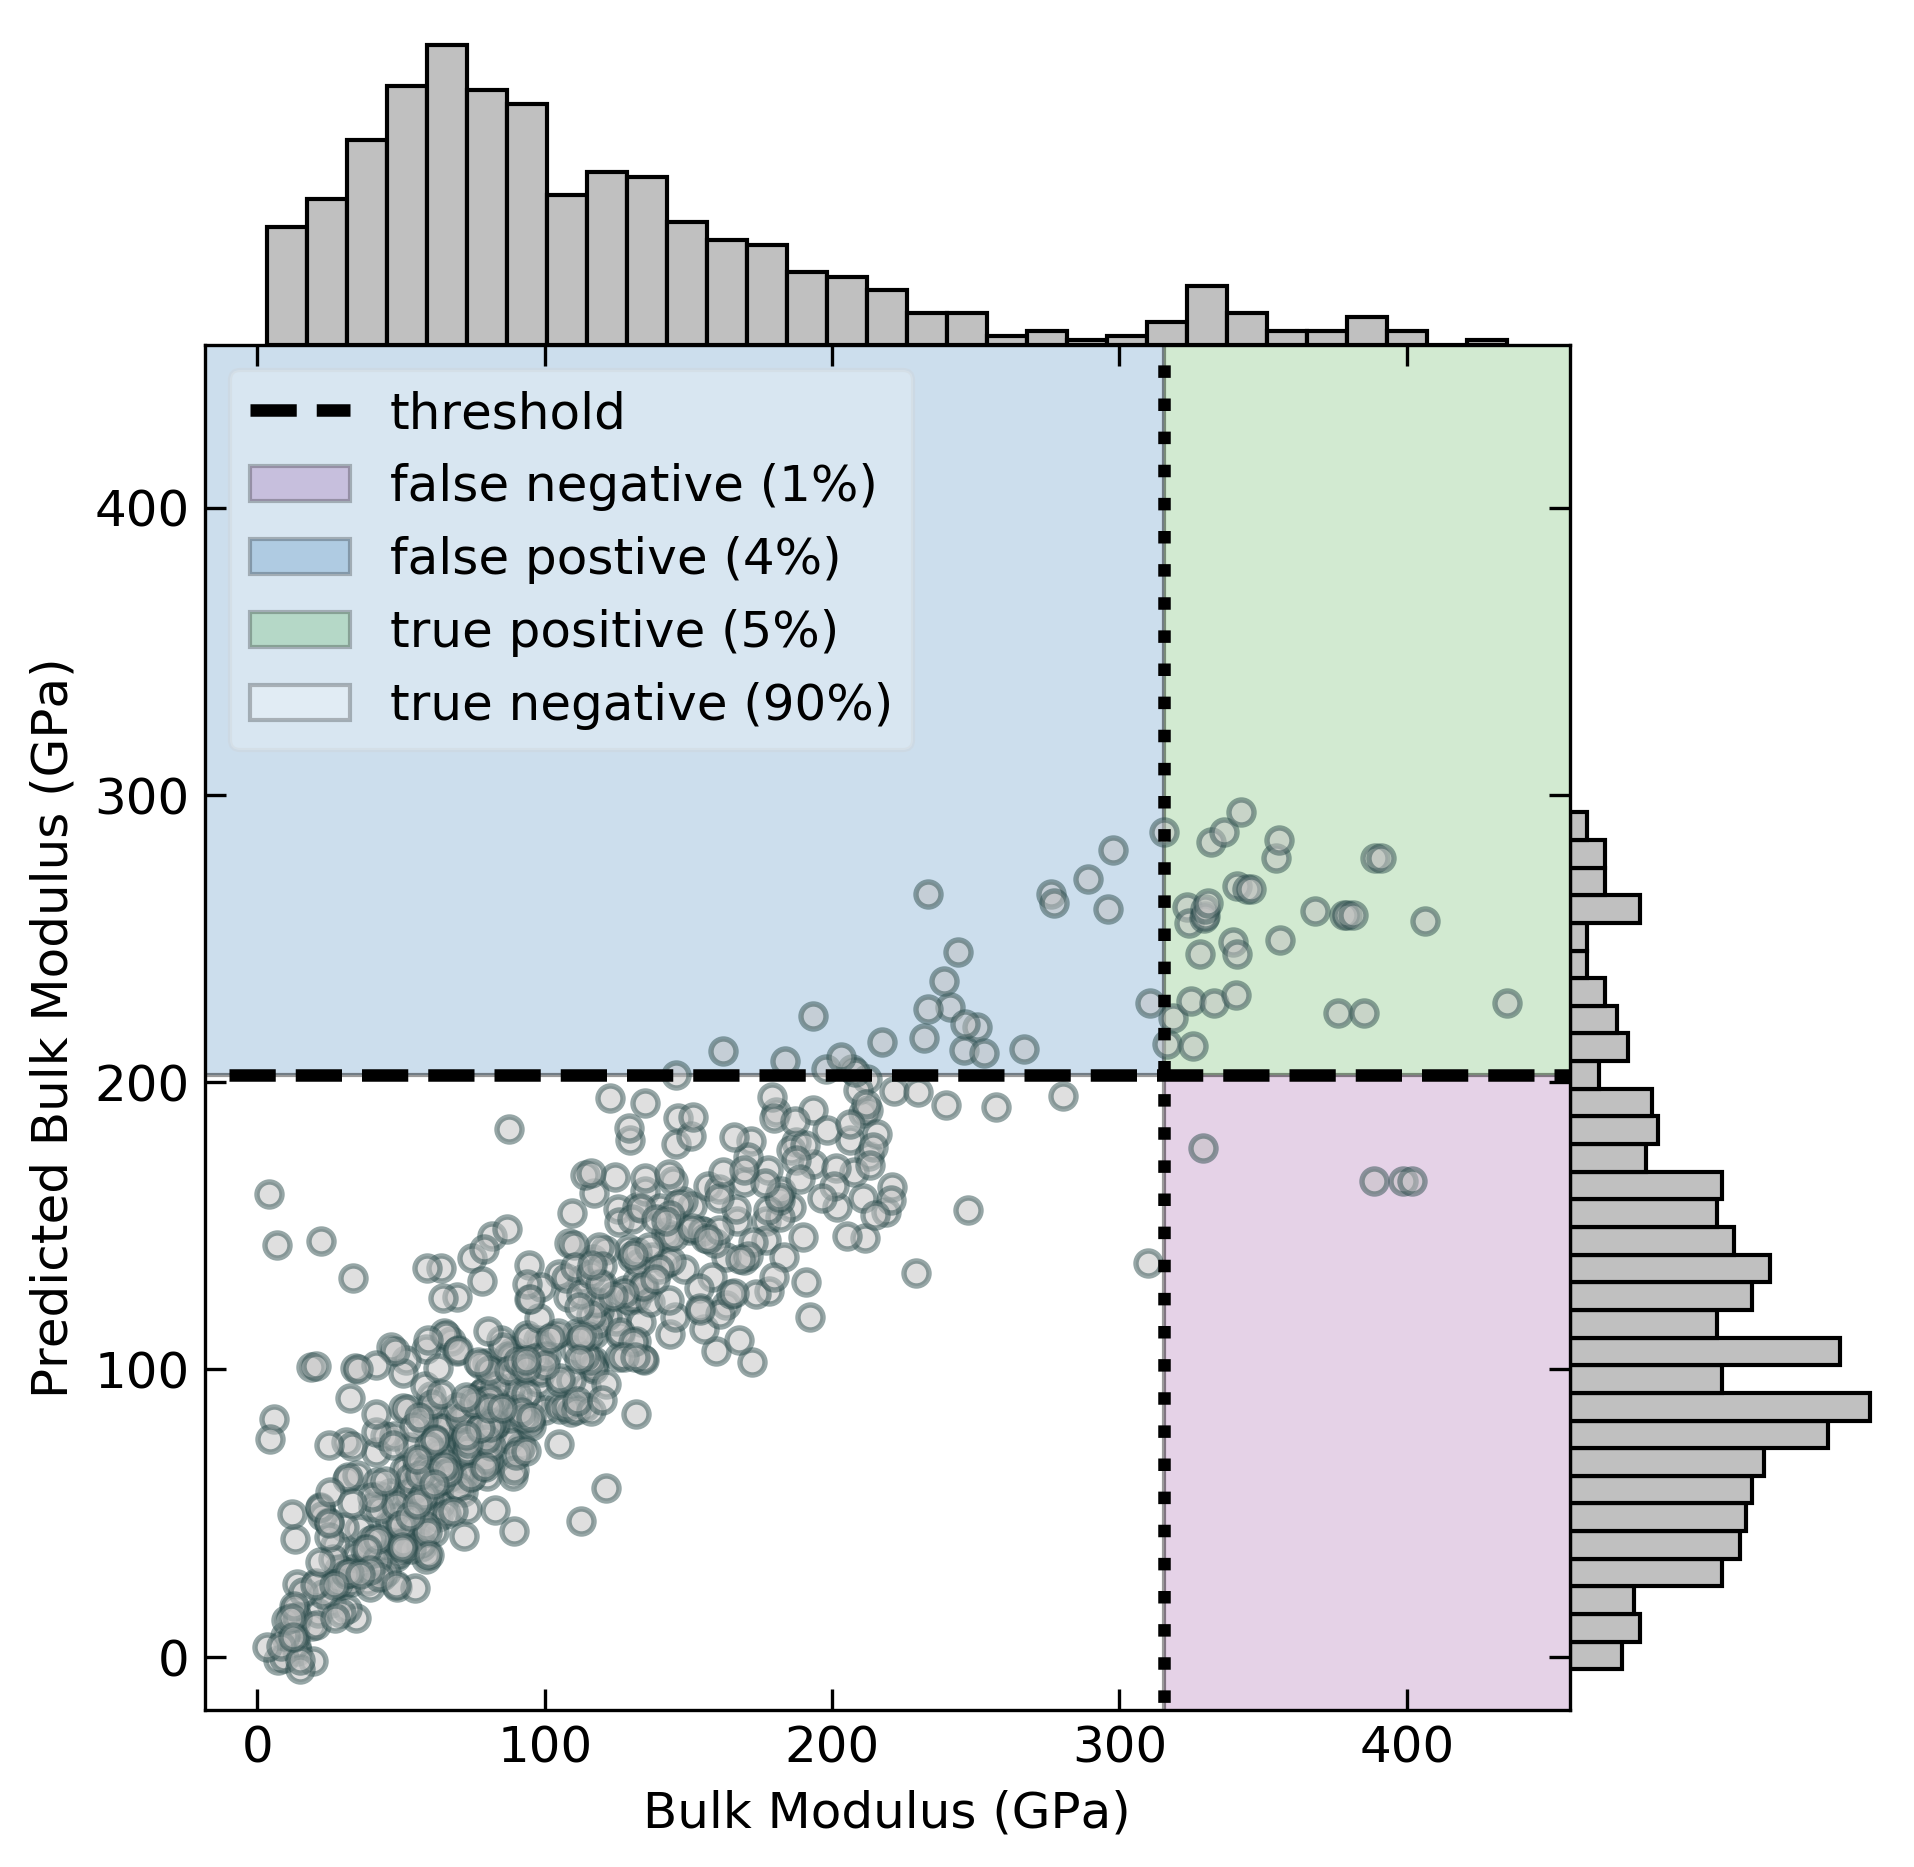 threshold
false negative (1%)
false postive (4%)
true positive (5%)
true negative (90%)
400
300
200
100
0
Predicted Bulk Modulus (GPa)
0 100 200 300 400
Bulk Modulus (GPa)